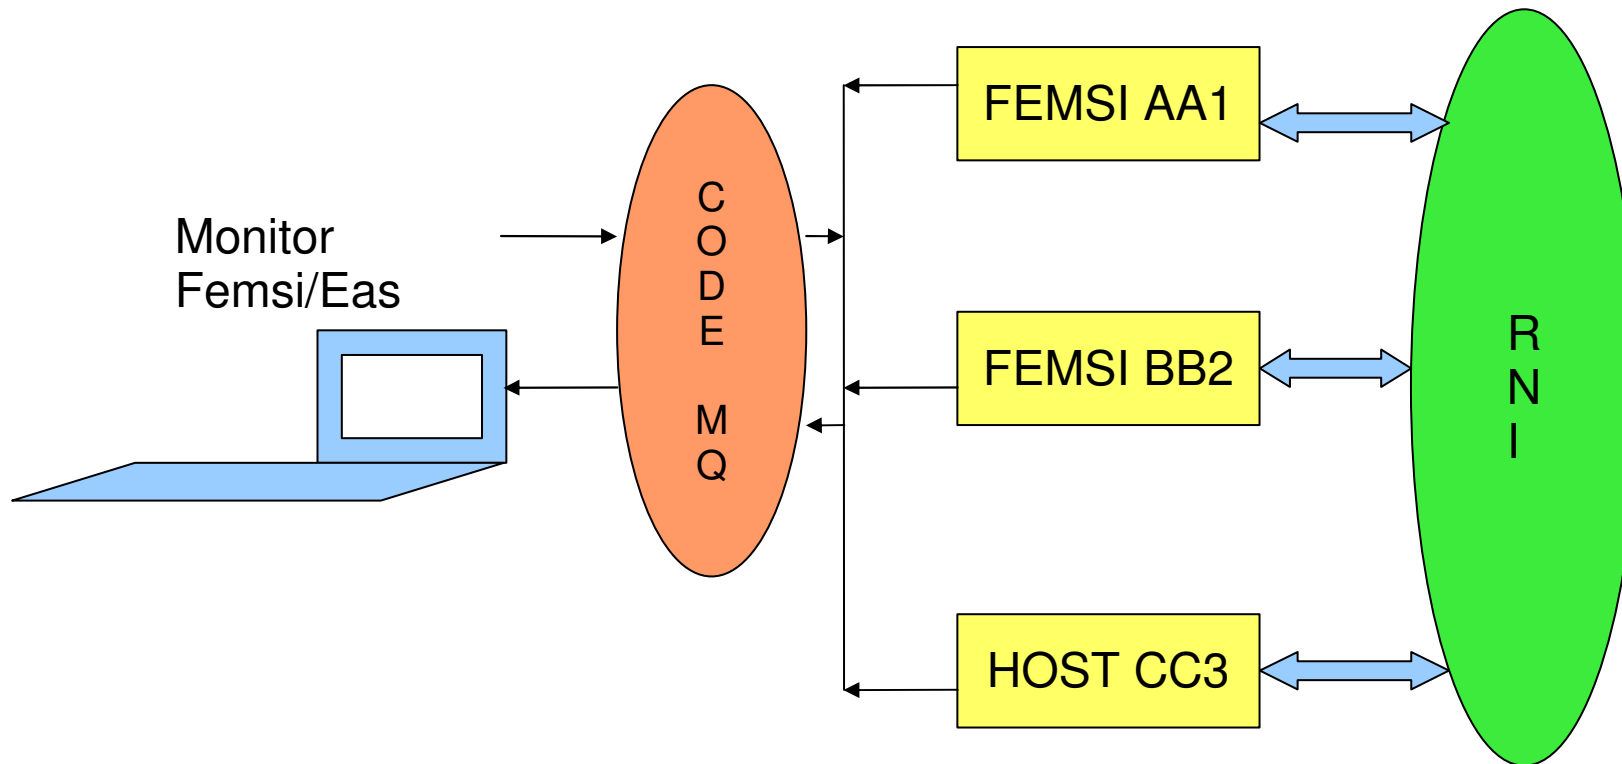 Monitor
Femsi/Eas
C
O
D
E
M
Q
FEMSI AA1
FEMSI BB2
HOST CC3
R
N
I